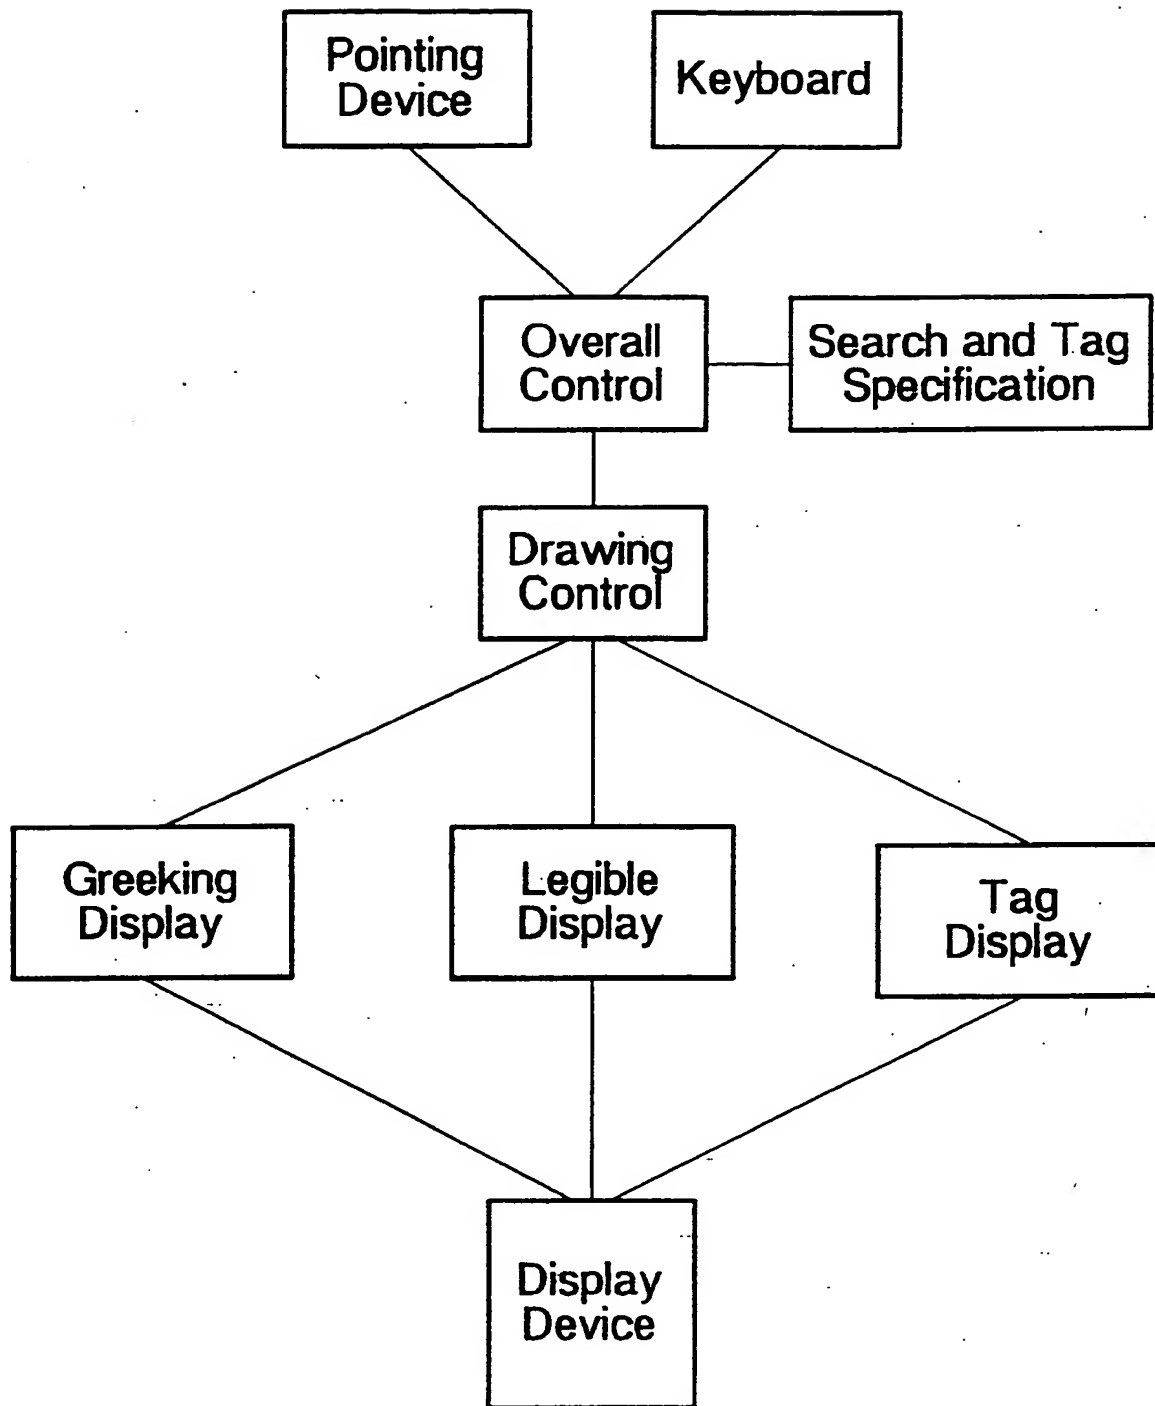 Pointing
Device
Keyboard
Overall
Control
Search and Tag
Specification
Drawing
Control
Greeking
Display
Legible
Display
Tag
Display
Display
Device